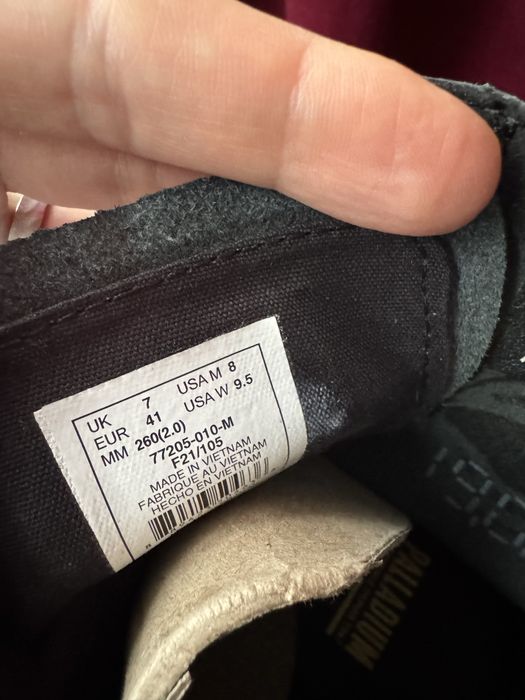 UK 7 USA M 8
EUR 41 USA W 9.5
MM 260(2.0)
77205-010-M
F21/105
MADE IN VIETNAM
FABRIQUE AU VIETNAM
HECHO EN VIETNAM
PALLADIUM